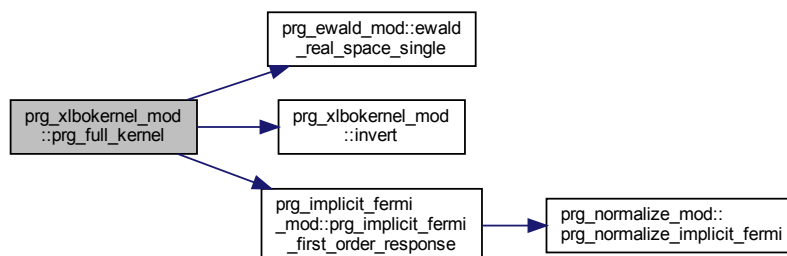 prg_ewald_mod::ewald
_real_space_single
prg_xlbokernel_mod
::prg_full_kernel
prg_xlbokernel_mod
::invert
prg_implicit_fermi
_mod::prg_implicit_fermi
_first_order_response
prg_normalize_mod::
prg_normalize_implicit_fermi